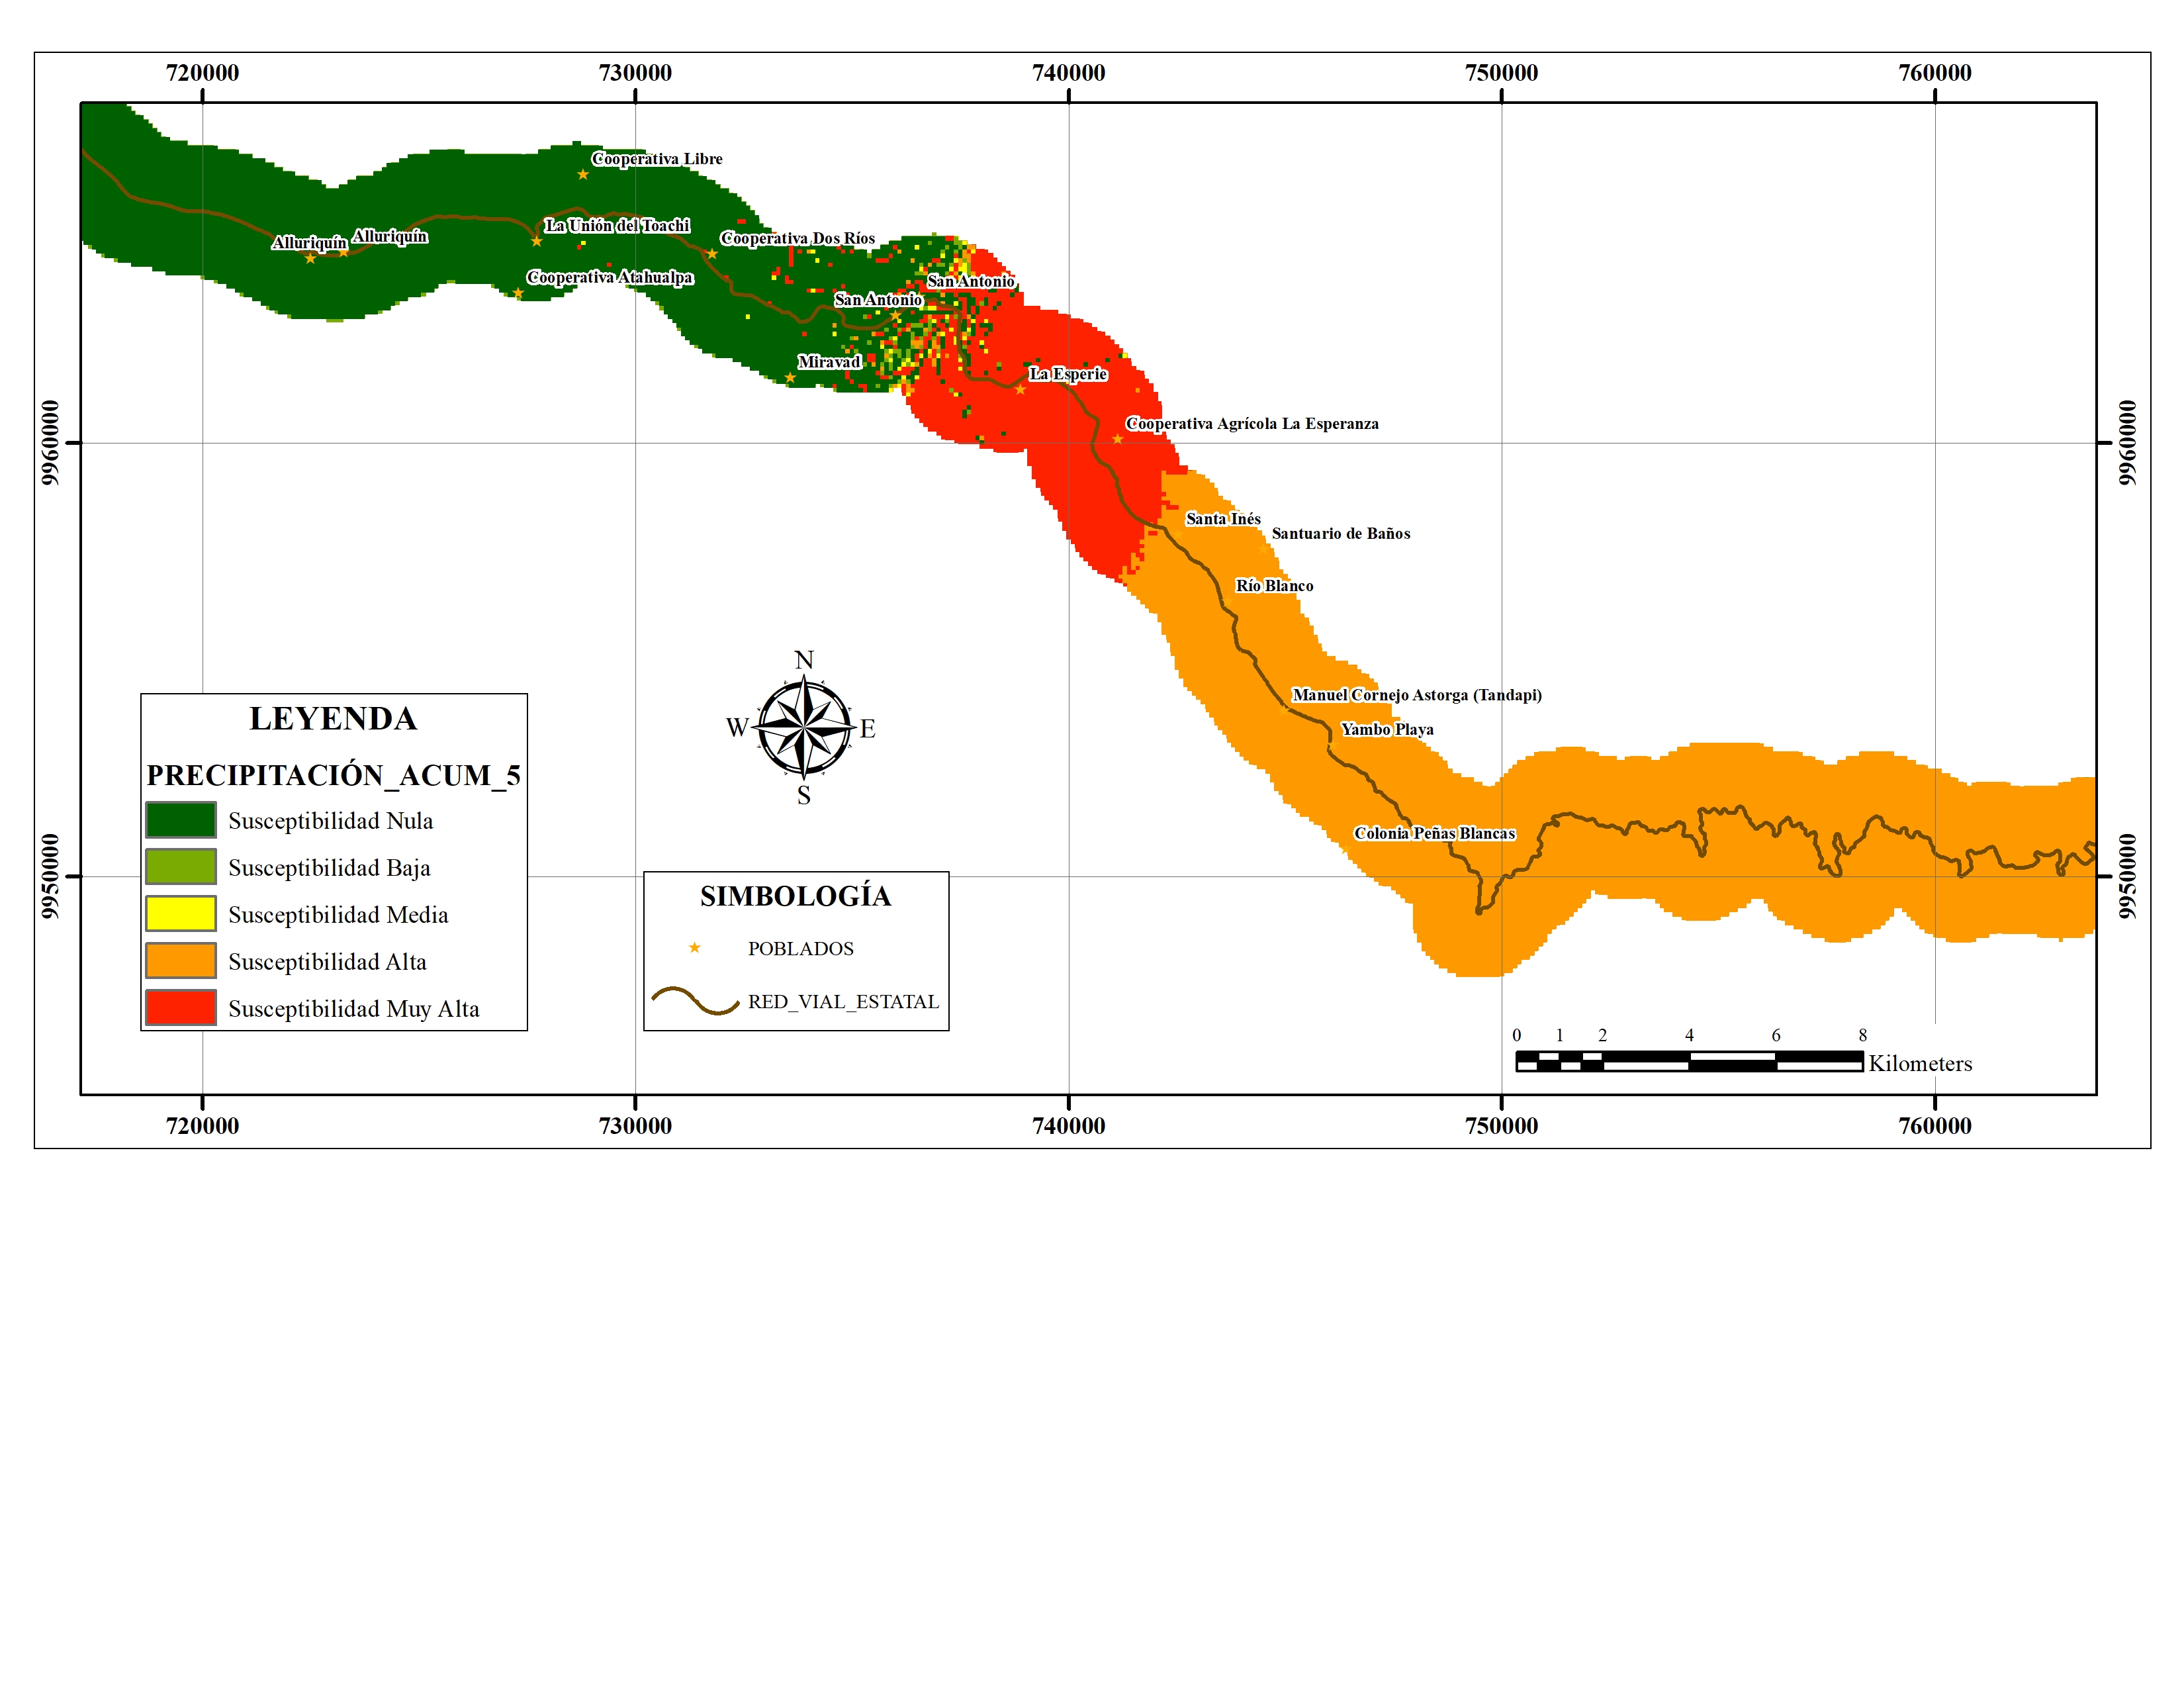 720000
730000
740000
750000
760000
Cooperativa Libre
La Unión del Toachi
Alluriquín
Alluriquín
Cooperativa Dos Ríos
Cooperativa Atahualpa
San Antonio
San Antonio
Miravad
La Esperie
9960000
9960000
Cooperativa Agrícola La Esperanza
Santa Inés
Santuario de Baños
Río Blanco
N
W
E
S
Manuel Cornejo Astorga (Tandapi)
Yambo Playa
Colonia Peñas Blancas
9950000
9950000
LEYENDA
PRECIPITACIÓN_ACUM_5
Susceptibilidad Nula
Susceptibilidad Baja
Susceptibilidad Media
Susceptibilidad Alta
Susceptibilidad Muy Alta
SIMBOLOGÍA
POBLADOS
RED_VIAL_ESTATAL
0 1 2 4 6 8
Kilometers
720000
730000
740000
750000
760000